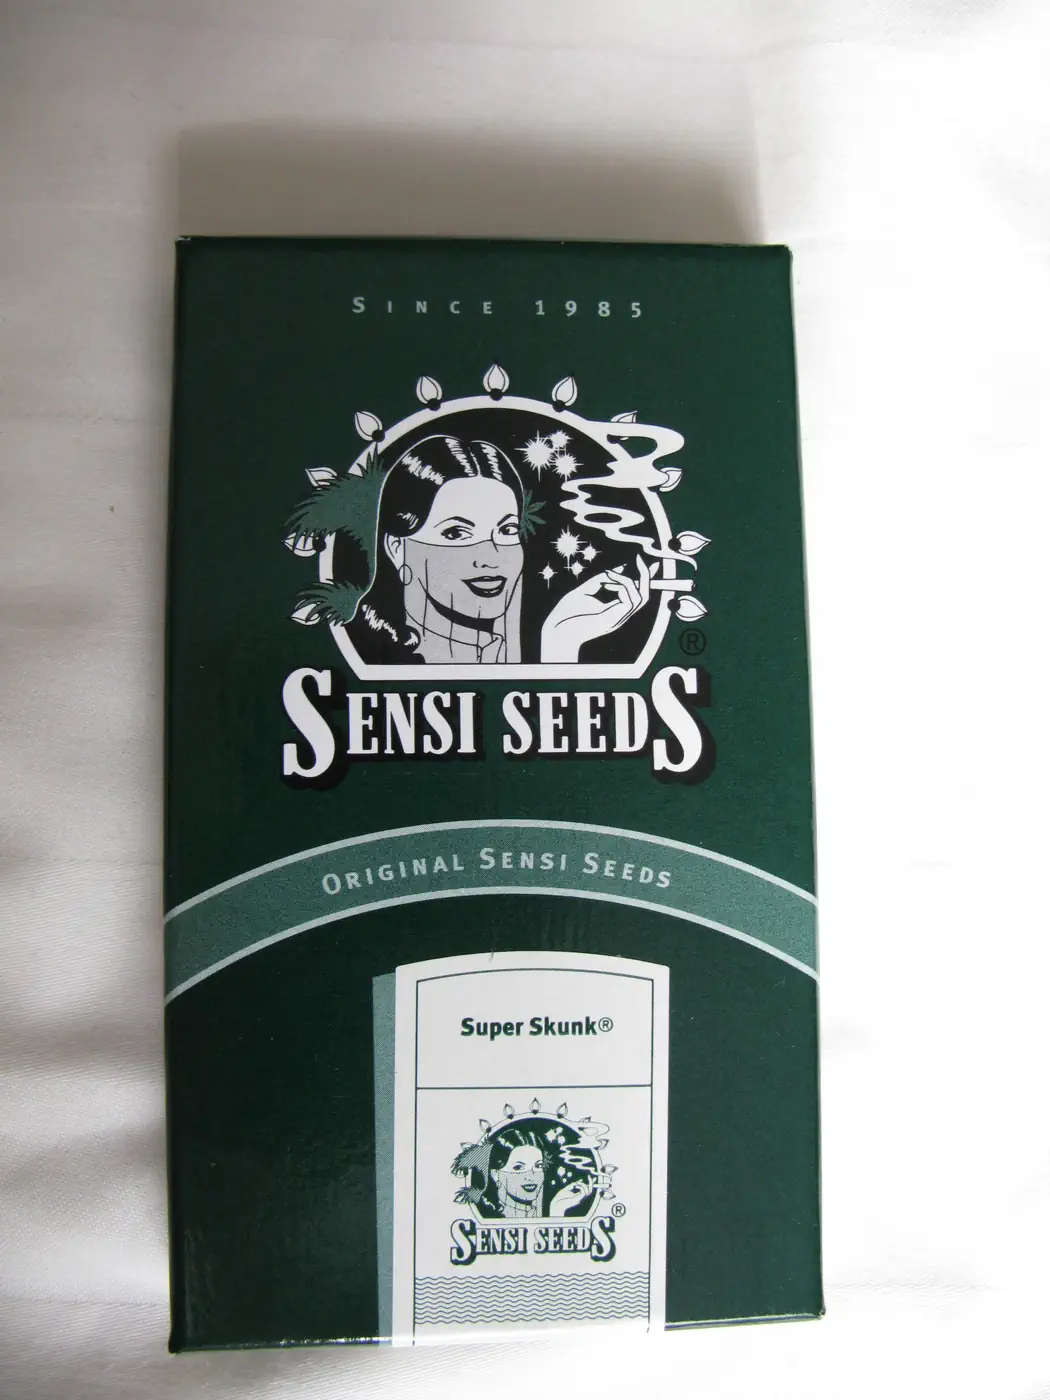 SINCE 1985
®
SENSI SEEDS
ORIGINAL SENSI SEEDS
Super Skunk®
®
SENSI SEEDS